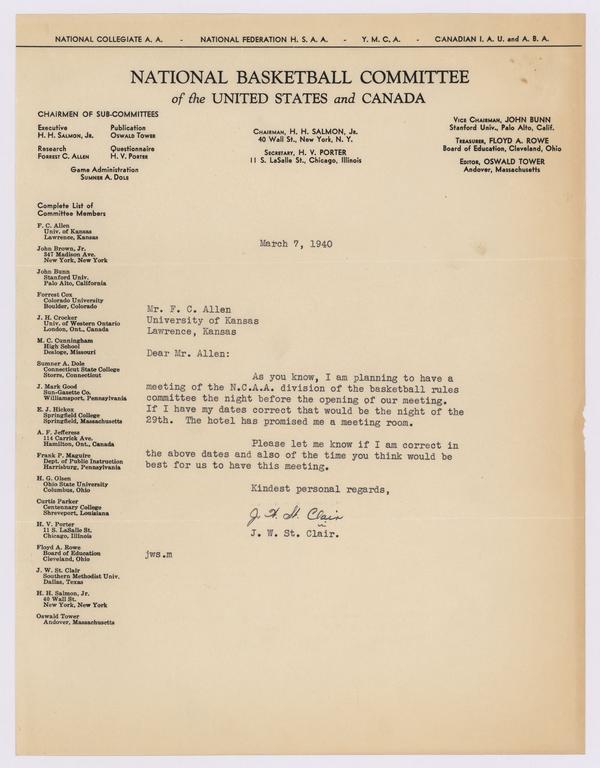 NATIONAL COLLEGIATE A. A. - NATIONAL FEDERATION H. S. A. A. - Y. M. C. A. - CANADIAN I. A. U. and A. B. A.
NATIONAL BASKETBALL COMMITTEE
of the UNITED STATES and CANADA
CHAIRMEN OF SUB-COMMITTEES
Executive
H. H. SALMON, JR.
Publication
OSWALD TOWER
Research
FORREST C. ALLEN
Questionnaire
H. V. PORTER
Game Administration
SUMNER A. DOLE
CHAIRMAN, H. H. SALMON, JR.
40 Wall St., New York, N. Y.
SECRETARY, H. V. PORTER
11 S. LaSalle St., Chicago, Illinois
VICE CHAIRMAN, JOHN BUNN
Stanford Univ., Palo Alto, Calif.
TREASURER, FLOYD A. ROWE
Board of Education, Cleveland, Ohio
EDITOR, OSWALD TOWER
Andover, Massachusetts
Complete List of
Committee Members
F. C. Allen
Univ. of Kansas
Lawrence, Kansas
John Brown, Jr.
347 Madison Ave.
New York, New York
John Bunn
Stanford Univ.
Palo Alto, California
Forrest Cox
Colorado University
Boulder, Colorado
J. H. Crocker
Univ. of Western Ontario
London, Ont., Canada
M. C. Cunningham
High School
Desloge, Missouri
Sumner A. Dole
Connecticut State College
Storrs, Connecticut
J. Mark Good
Sun-Gazette Co.
Williamsport, Pennsylvania
E. J. Hickox
Springfield College
Springfield, Massachusetts
A. F. Jefferess
114 Carrick Ave.
Hamilton, Ont., Canada
Frank P. Maguire
Dept. of Public Instruction
Harrisburg, Pennsylvania
H. G. Olsen
Ohio State University
Columbus, Ohio
Curtis Parker
Centennary College
Shreveport, Louisiana
H. V. Porter
11 S. LaSalle St.
Chicago, Illinois
Floyd A. Rowe
Board of Education
Cleveland, Ohio
J. W. St. Clair
Southern Methodist Univ.
Dallas, Texas
H. H. Salmon, Jr.
40 Wall St.
New York, New York
Oswald Tower
Andover, Massachusetts
March 7, 1940
Mr. F. C. Allen
University of Kansas
Lawrence, Kansas
Dear Mr. Allen:
As you know, I am planning to have a
meeting of the N.C.A.A. division of the basketball rules
committee the night before the opening of our meeting.
If I have my dates correct that would be the night of the
29th. The hotel has promised me a meeting room.
Please let me know if I am correct in
the above dates and also of the time you think would be
best for us to have this meeting.
Kindest personal regards,
J. W. St. Clair
J. W. St. Clair.
jws.m